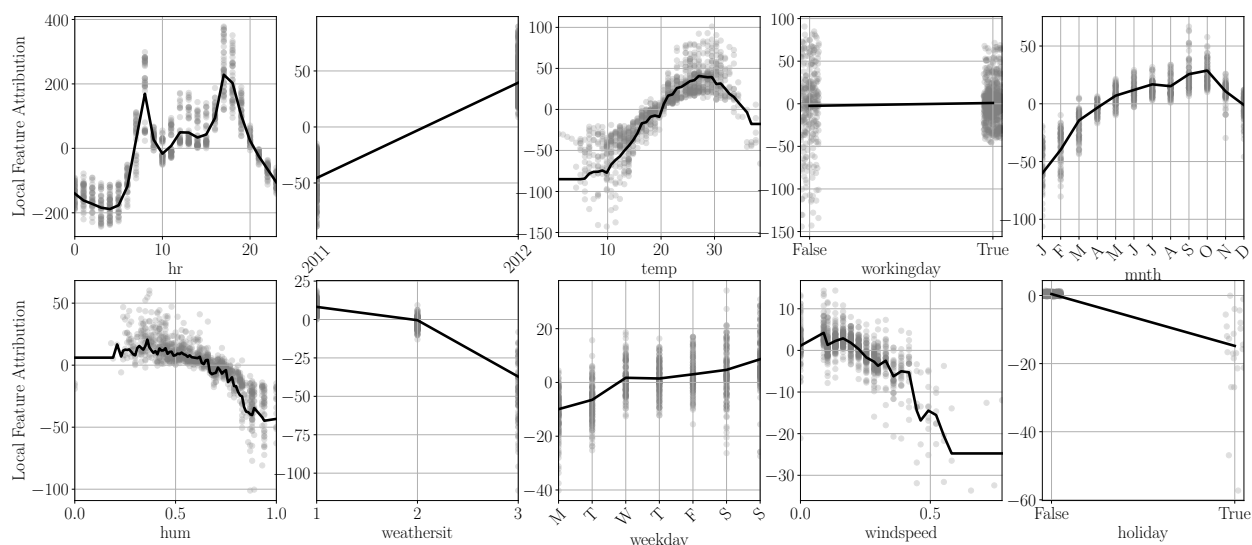 Local Feature Attribution
400
200
0
−200
0
10
20
hr
50
0
−50
2011
2012
100
50
0
−50
−100
−150
10
20
30
temp
100
50
0
−50
−100
−150
False
True
workingday
50
0
−50
−100
J
F
M
A
M
J
J
A
S
O
N
D
mnth
Local Feature Attribution
50
0
−50
−100
0.0
0.5
1.0
hum
25
0
−25
−50
−75
−100
1
2
3
weathersit
20
0
−20
−40
M
T
W
T
F
S
S
weekday
10
0
−10
−20
−30
0.0
0.5
windspeed
0
−20
−40
−60
False
True
holiday